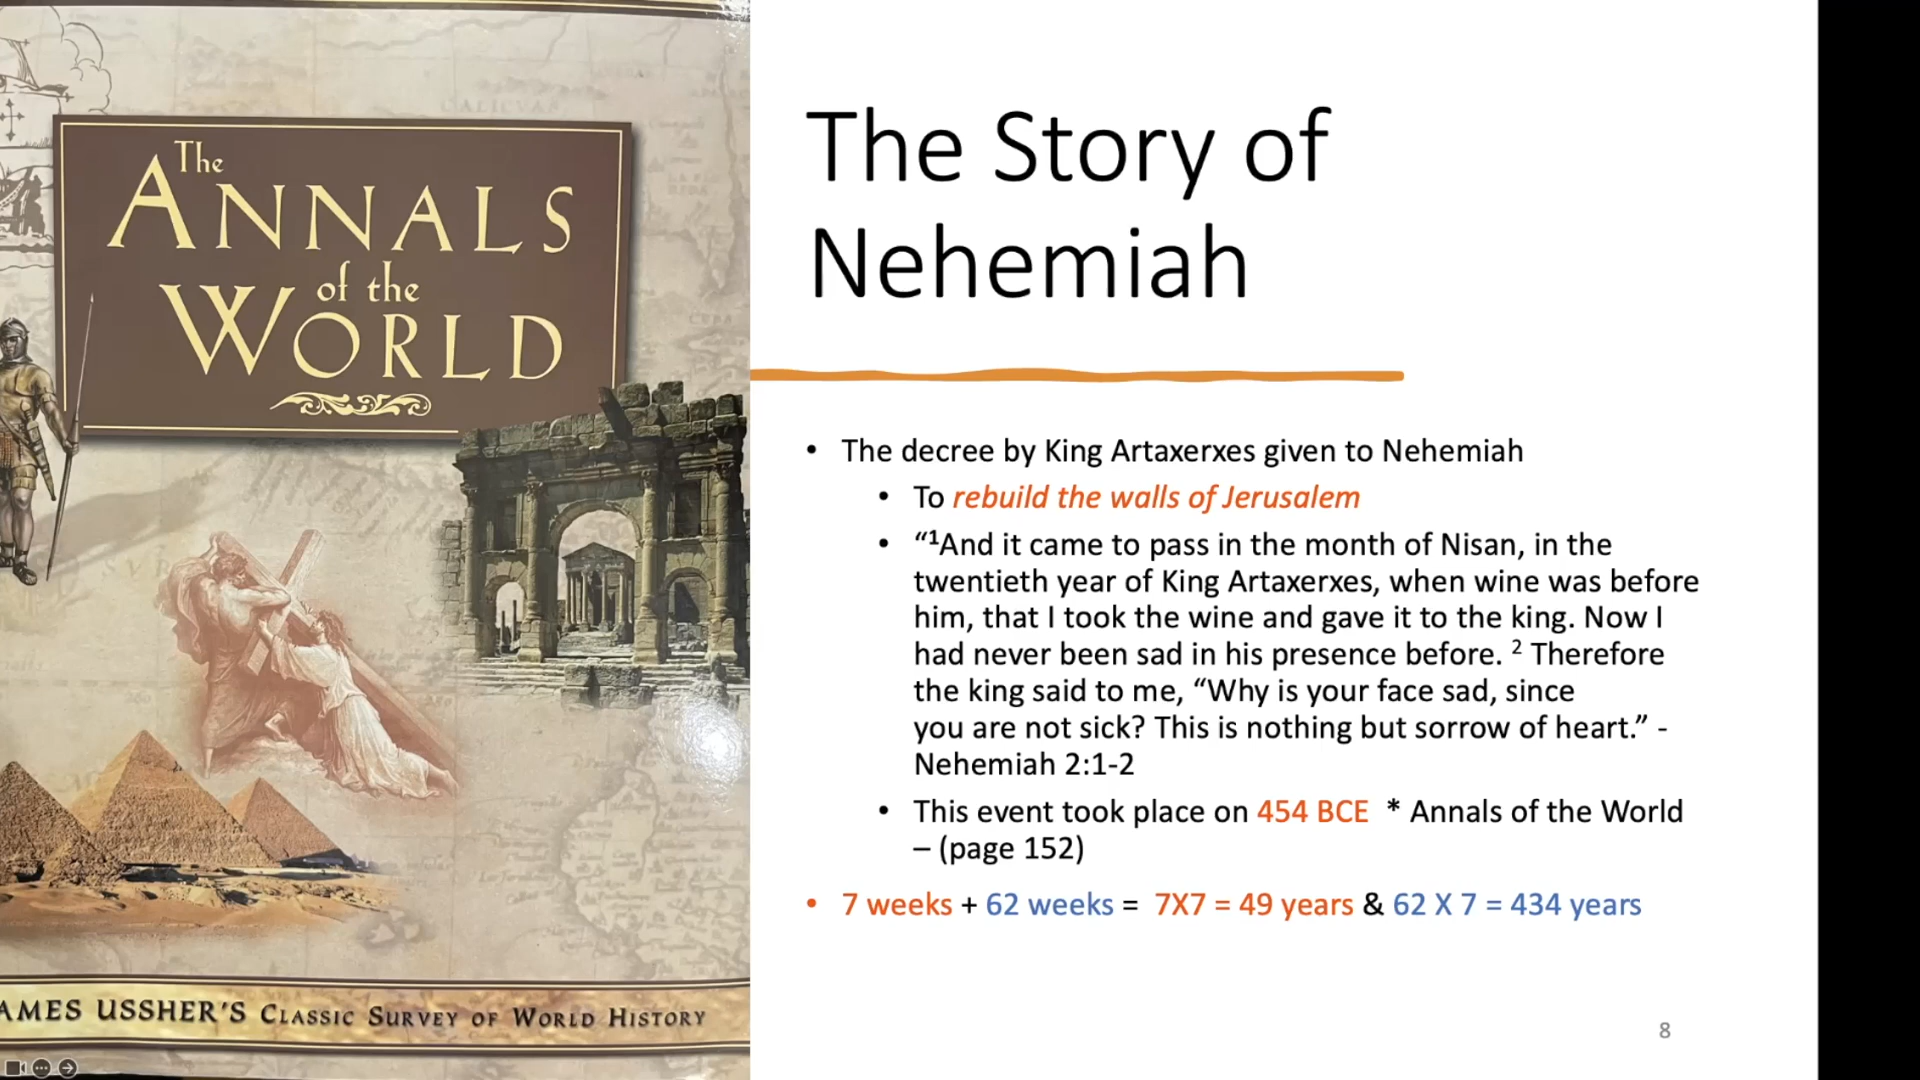 The
ANNALS
of the
WORLD
AMES USSHER'S CLASSIC SURVEY OF WORLD HISTORY
The Story of
Nehemiah
• The decree by King Artaxerxes given to Nehemiah
• To rebuild the walls of Jerusalem
• “¹And it came to pass in the month of Nisan, in the
twentieth year of King Artaxerxes, when wine was before
him, that I took the wine and gave it to the king. Now I
had never been sad in his presence before. ² Therefore
the king said to me, “Why is your face sad, since
you are not sick? This is nothing but sorrow of heart.” -
Nehemiah 2:1-2
• This event took place on 454 BCE * Annals of the World
– (page 152)
• 7 weeks + 62 weeks = 7X7 = 49 years & 62 X 7 = 434 years
8